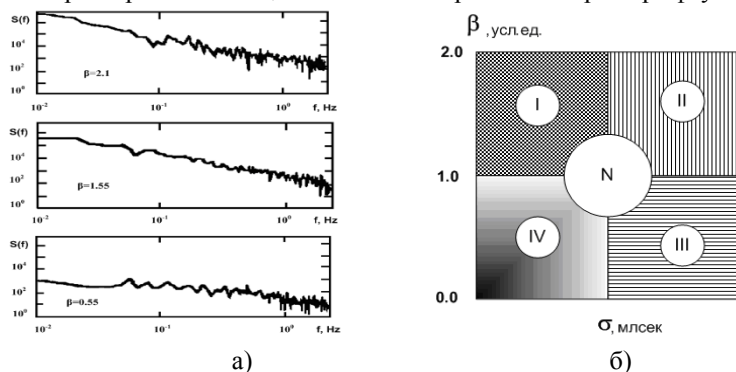 S(f)
10⁴
10²
10⁰
β=2.1
10⁻²
10⁻¹
10⁰
f, Hz
S(f)
10⁴
10²
10⁰
β=1.55
10⁻²
10⁻¹
10⁰
f, Hz
S(f)
10⁴
10²
10⁰
β=0.55
10⁻²
10⁻¹
10⁰
f, Hz
а)
β ,усл.ед.
2.0
I
II
1.0
N
IV
III
0.0
σ, млсек
б)